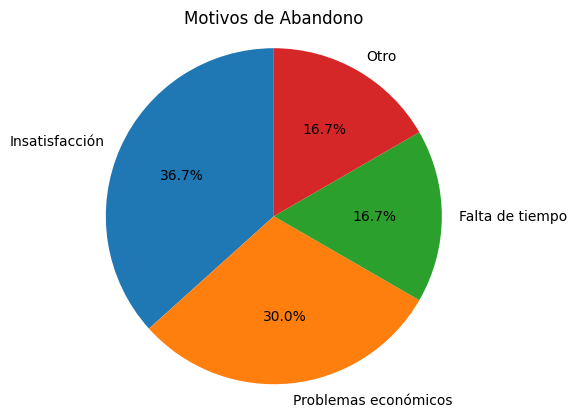 Motivos de Abandono
Otro
Insatisfacción
16.7%
36.7%
16.7%
Falta de tiempo
30.0%
Problemas económicos